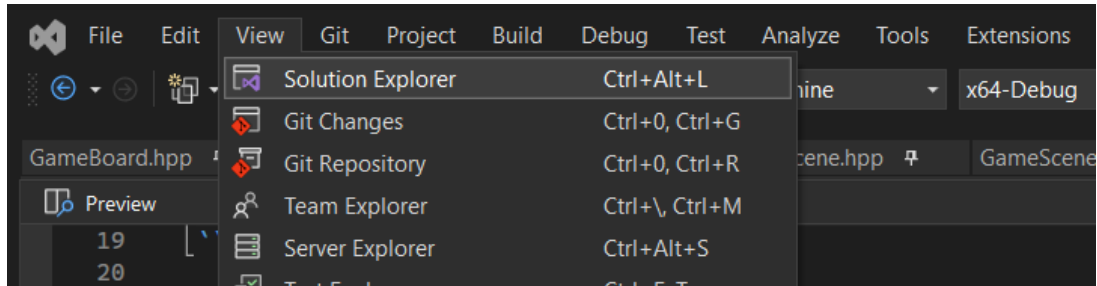 File Edit View Git Project Build Debug Test Analyze Tools Extensions
Solution Explorer Ctrl+Alt+L
x64-Debug
Git Changes Ctrl+0, Ctrl+G
GameBoard.hpp Git Repository Ctrl+0, Ctrl+R GameScene
Preview Team Explorer Ctrl+\, Ctrl+M
19 Server Explorer Ctrl+Alt+S
20